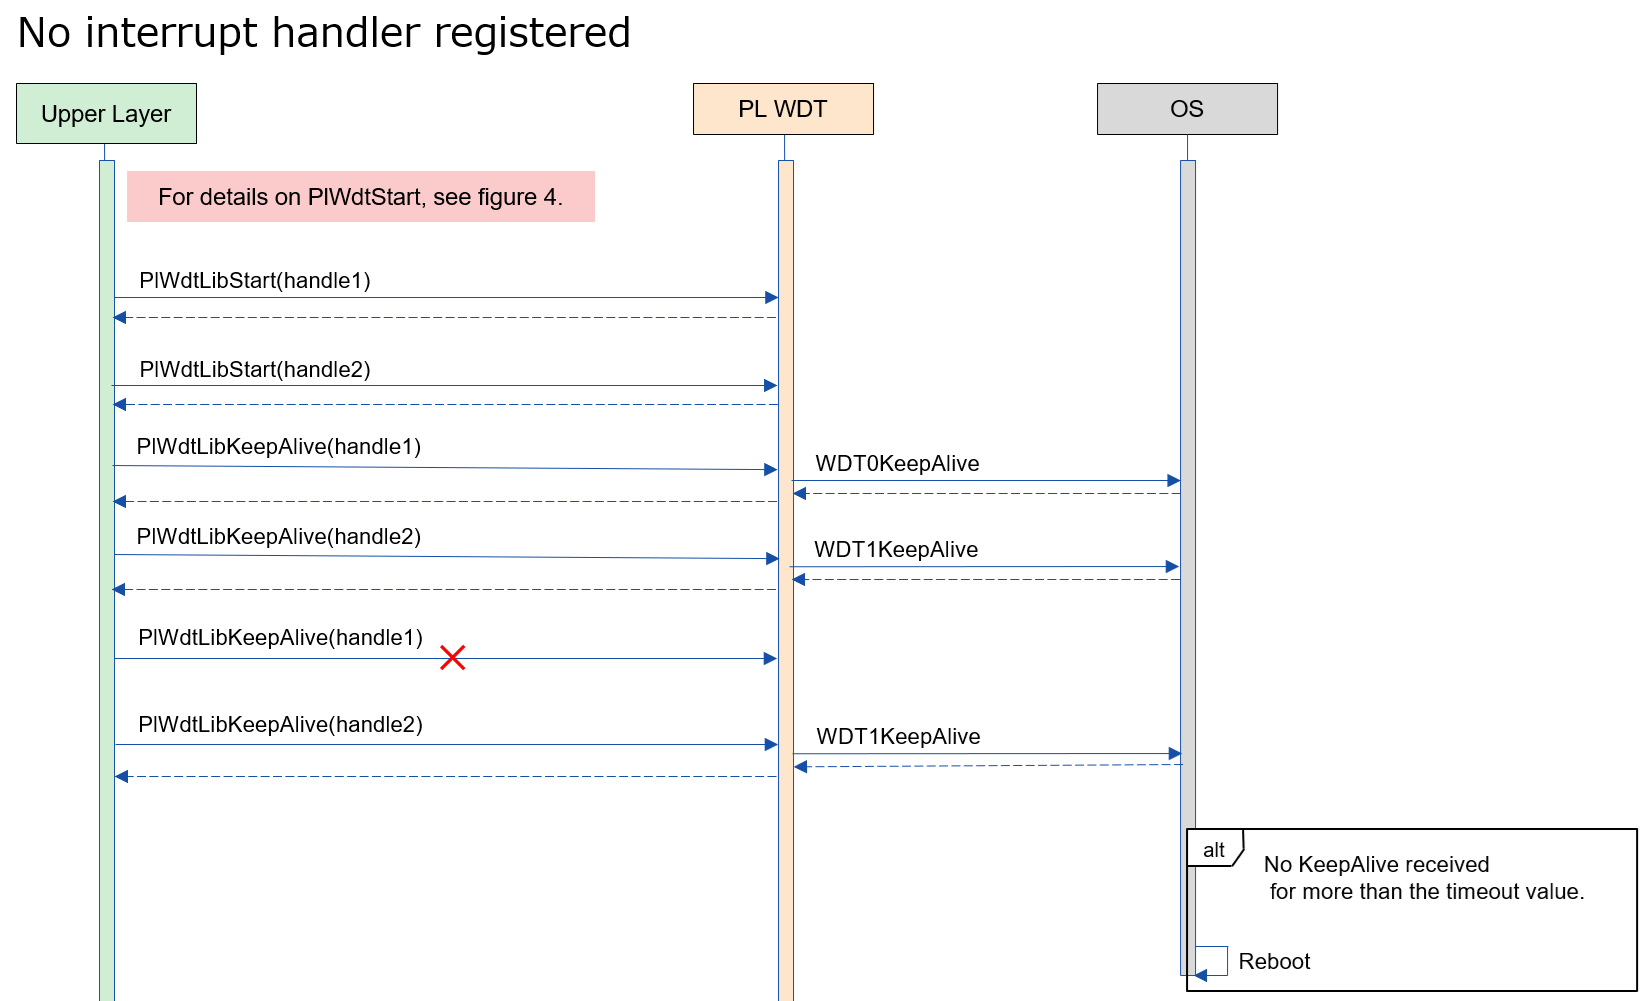 No interrupt handler registered
Upper Layer
PL WDT
OS
For details on PlWdtStart, see figure 4.
PlWdtLibStart(handle1)
PlWdtLibStart(handle2)
PlWdtLibKeepAlive(handle1)
WDT0KeepAlive
PlWdtLibKeepAlive(handle2)
WDT1KeepAlive
PlWdtLibKeepAlive(handle1)
PlWdtLibKeepAlive(handle2)
WDT1KeepAlive
alt
No KeepAlive received
for more than the timeout value.
Reboot